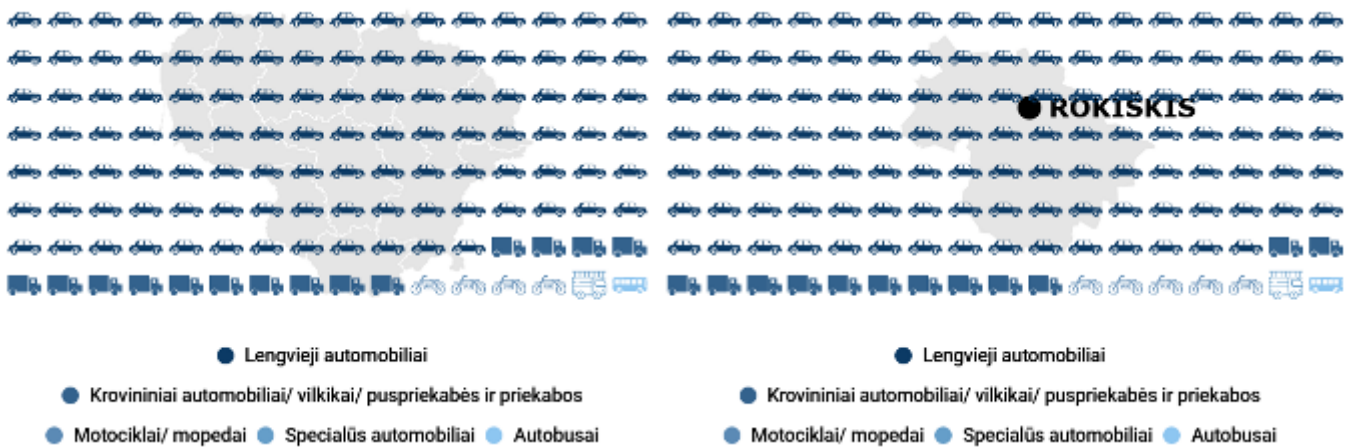 ROKIŠKIS
Lengvieji automobiliai
Krovininiai automobiliai/ vilkikai/ puspriekabės ir priekabos
Motociklai/ mopedai Specialūs automobiliai Autobusai
Lengvieji automobiliai
Krovininiai automobiliai/ vilkikai/ puspriekabės ir priekabos
Motociklai/ mopedai Specialūs automobiliai Autobusai